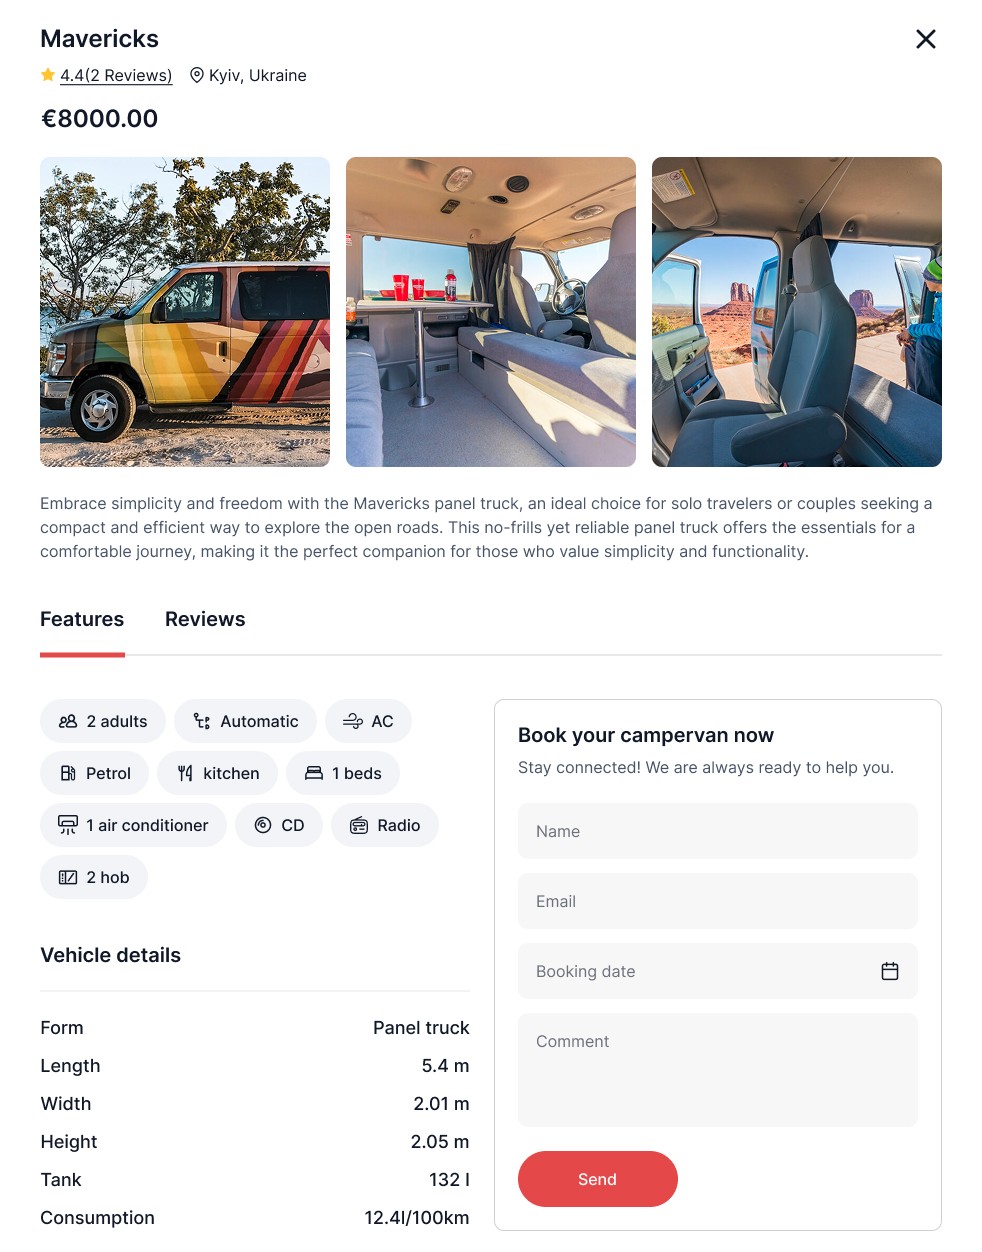 Mavericks
4.4(2 Reviews) Kyiv, Ukraine
€8000.00
Embrace simplicity and freedom with the Mavericks panel truck, an ideal choice for solo travelers or couples seeking a
compact and efficient way to explore the open roads. This no-frills yet reliable panel truck offers the essentials for a
comfortable journey, making it the perfect companion for those who value simplicity and functionality.
Features Reviews
2 adults Automatic AC
Petrol kitchen 1 beds
1 air conditioner CD Radio
2 hob
Vehicle details
Form Panel truck
Length 5.4 m
Width 2.01 m
Height 2.05 m
Tank 132 l
Consumption 12.4l/100km
Book your campervan now
Stay connected! We are always ready to help you.
Name
Email
Booking date
Comment
Send